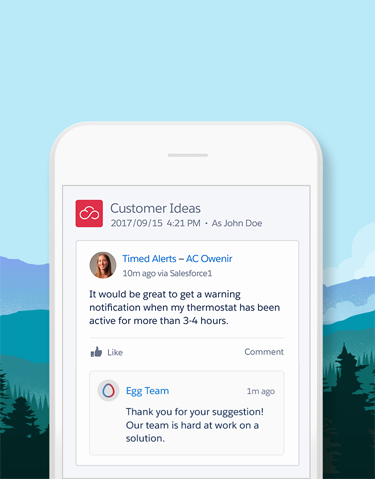 Customer Ideas
2017/09/15 4:21 PM • As John Doe
Timed Alerts – AC Owenir
10m ago via Salesforce1
It would be great to get a warning
notification when my thermostat has been
active for more than 3-4 hours.
Like Comment
Egg Team 1m ago
Thank you for your suggestion!
Our team is hard at work on a
solution.